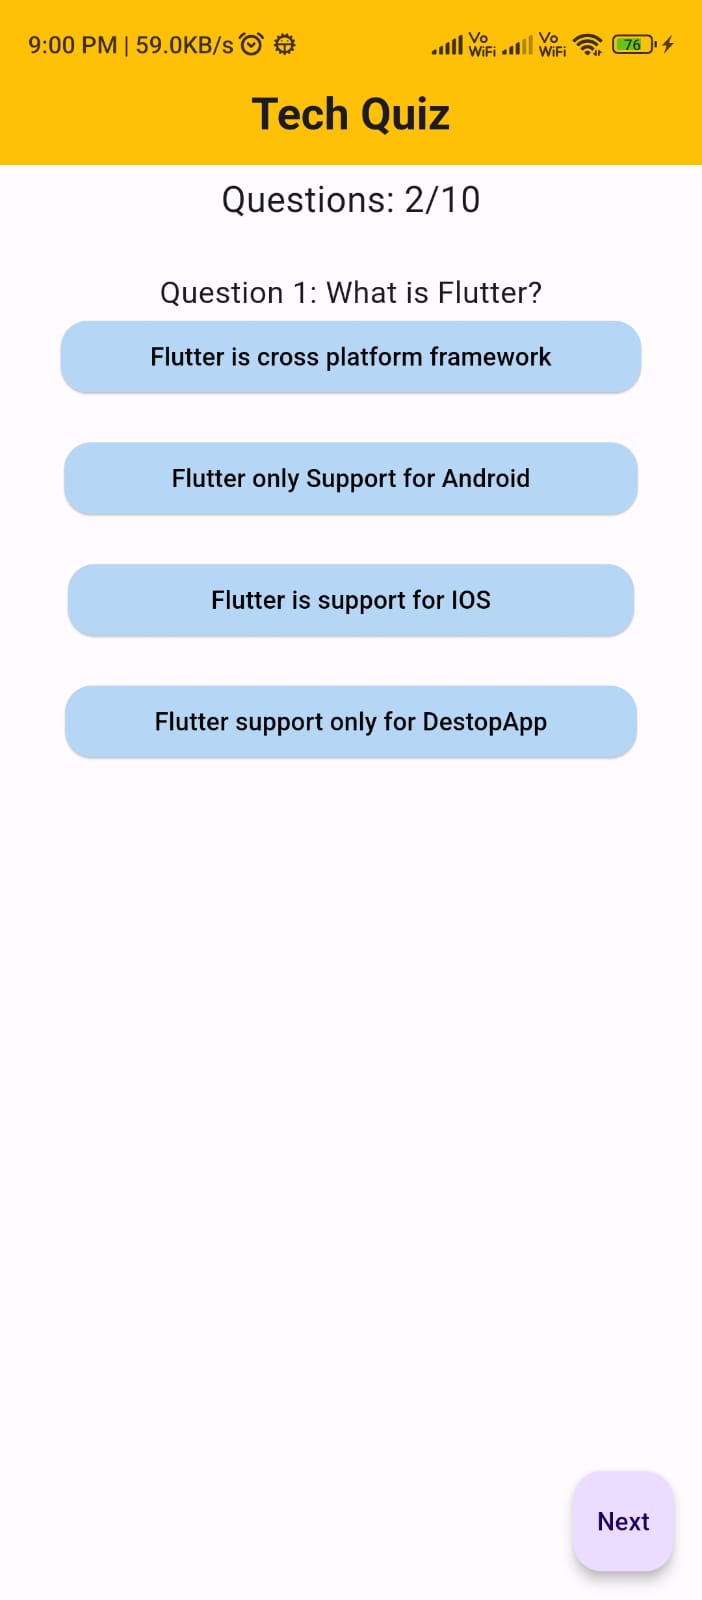 9:00 PM | 59.0KB/s Vo WiFi Vo WiFi 76
Tech Quiz
Questions: 2/10
Question 1: What is Flutter?
Flutter is cross platform framework
Flutter only Support for Android
Flutter is support for IOS
Flutter support only for DestopApp
Next